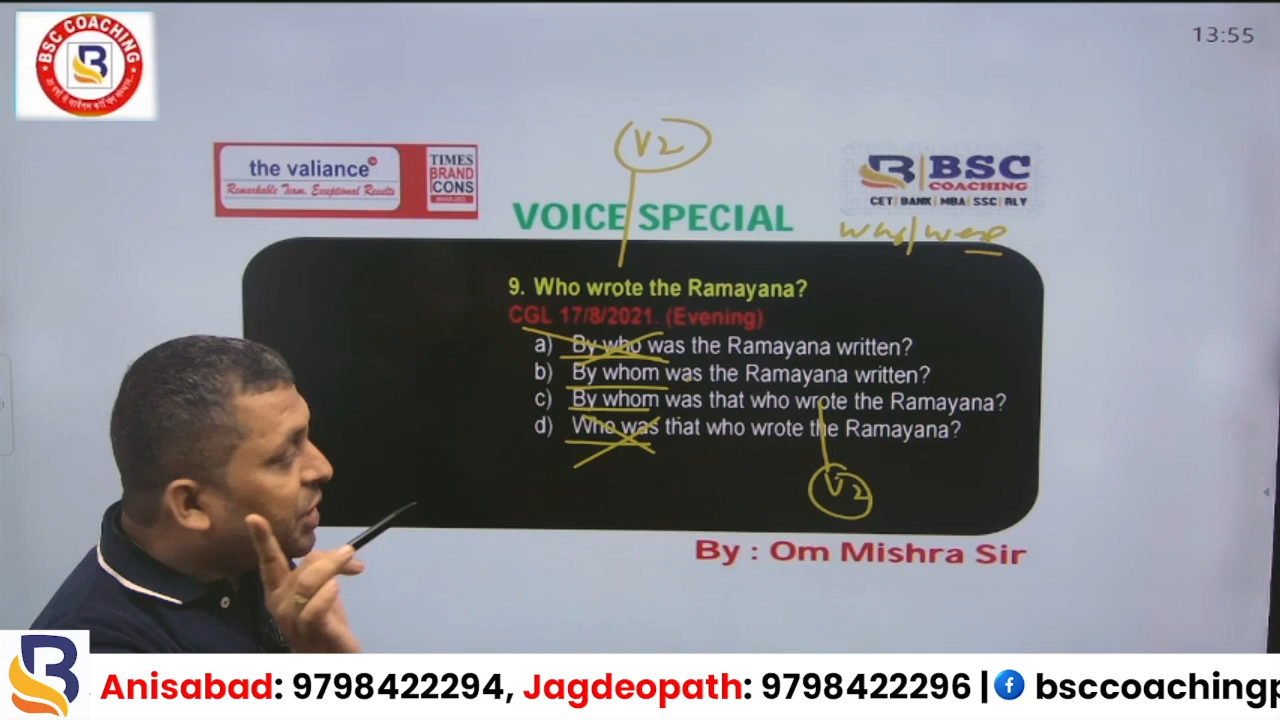 BSC COACHING
13:55
V2
the valiance
Remarkable Team, Exceptional Results
TIMES
BRAND
CONS
BSC
COACHING
CET | BANK | MBA | SSC | RLY
VOICE SPECIAL
was/were
9. Who wrote the Ramayana?
CGL 17/8/2021. (Evening)
a) By who was the Ramayana written?
b) By whom was the Ramayana written?
c) By whom was that who wrote the Ramayana?
d) Who was that who wrote the Ramayana?
V2
By : Om Mishra Sir
Anisabad: 9798422294, Jagdeopath: 9798422296 | bsccoachingp